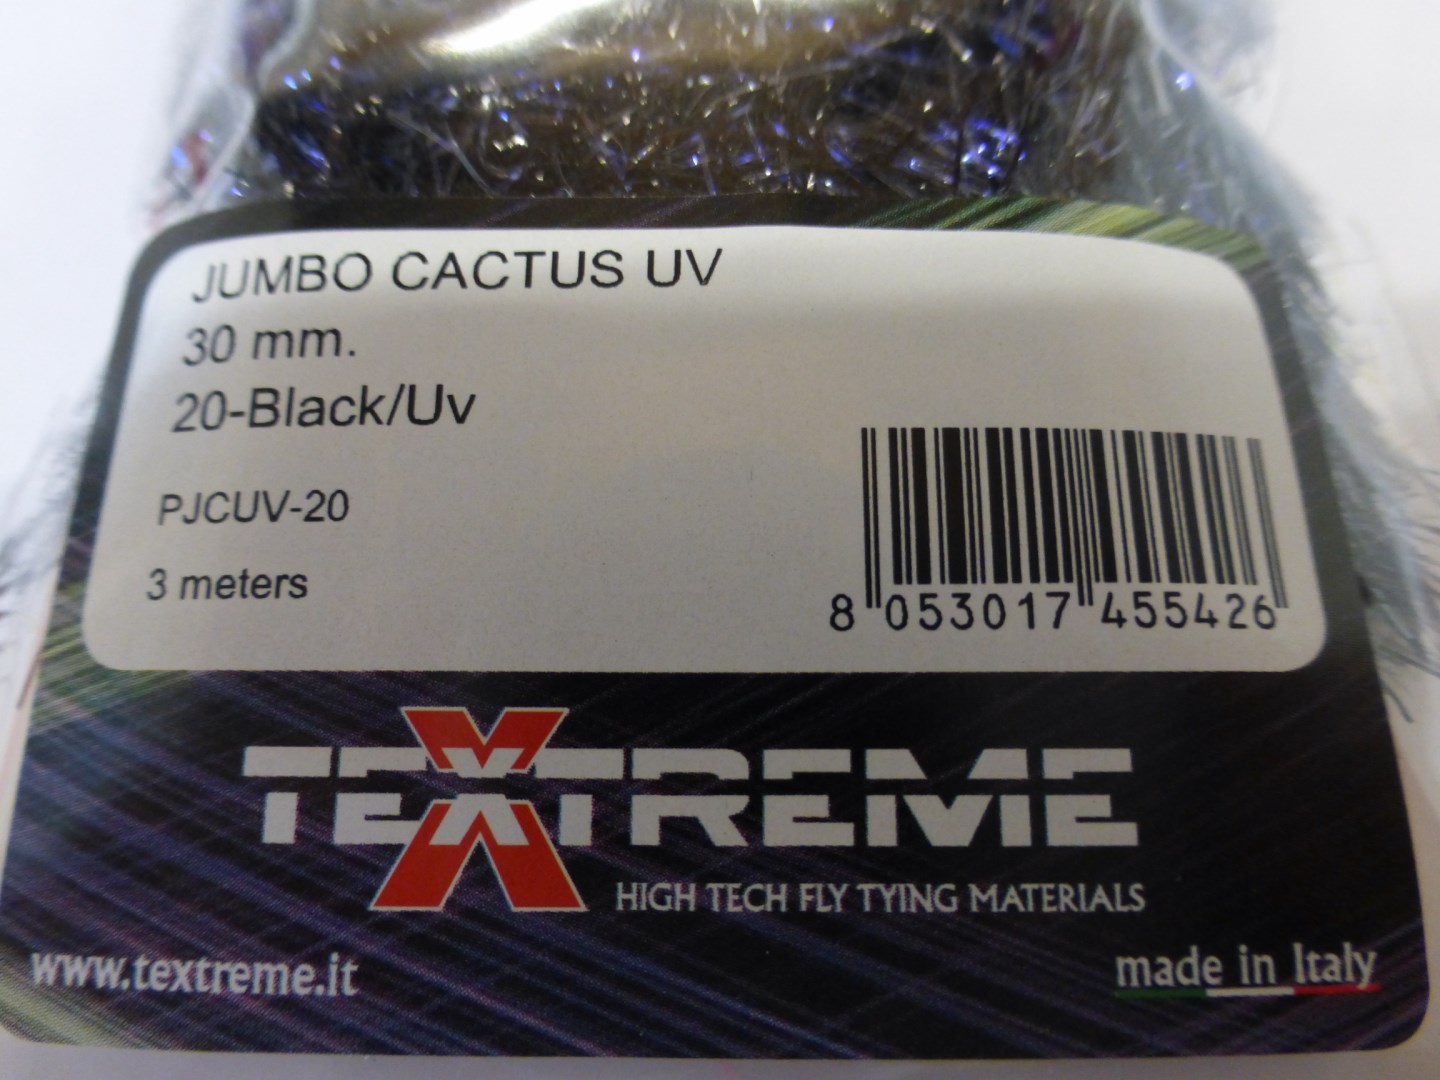 JUMBO CACTUS UV
30 mm.
20-Black/Uv
PJCUV-20
3 meters
8 053017 455426
TEXTREME
HIGH TECH FLY TYING MATERIALS
www.textreme.it
made in Italy